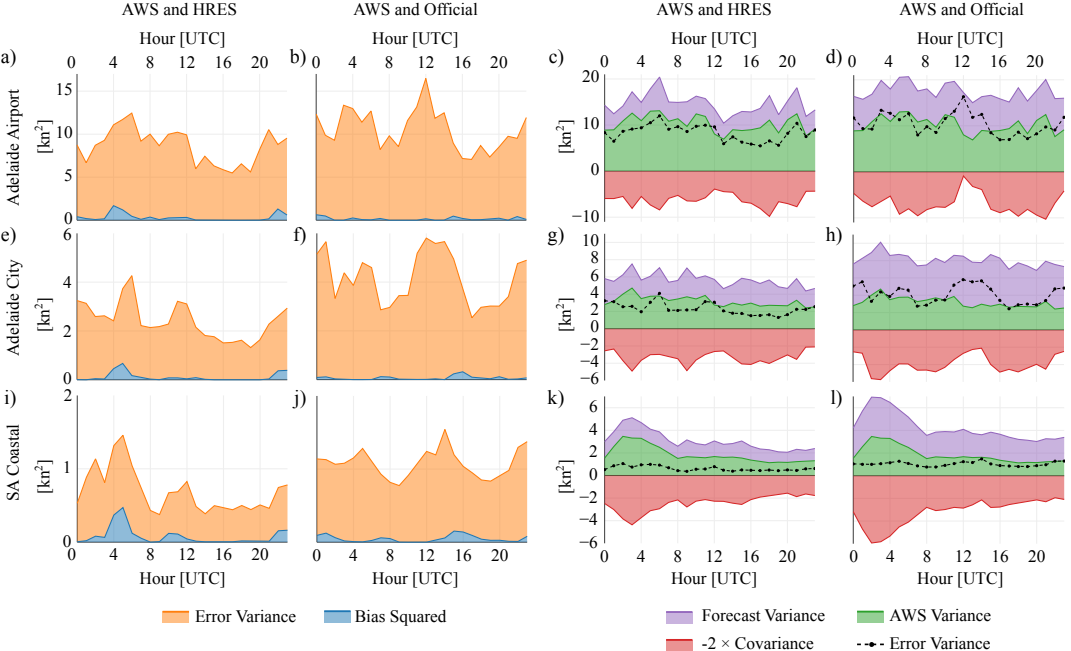 AWS and HRES AWS and Official AWS and HRES AWS and Official
Hour [UTC] Hour [UTC] Hour [UTC] Hour [UTC]
a) b) c) d)
0 4 8 12 16 20 0 4 8 12 16 20 0 4 8 12 16 20 0 4 8 12 16 20
Adelaide Airport
[kn²]
15
10
5
0
[kn²]
20
10
0
−10
e) f) g) h)
Adelaide City
[kn²]
6
4
2
0
[kn²]
10
8
6
4
2
0
−2
−4
−6
i) j) k) l)
SA Coastal
[kn²]
2
1
0
[kn²]
6
4
2
0
−2
−4
−6
0 4 8 12 16 20 0 4 8 12 16 20 0 4 8 12 16 20 0 4 8 12 16 20
Hour [UTC] Hour [UTC] Hour [UTC] Hour [UTC]
Error Variance Bias Squared Forecast Variance AWS Variance
-2 × Covariance Error Variance